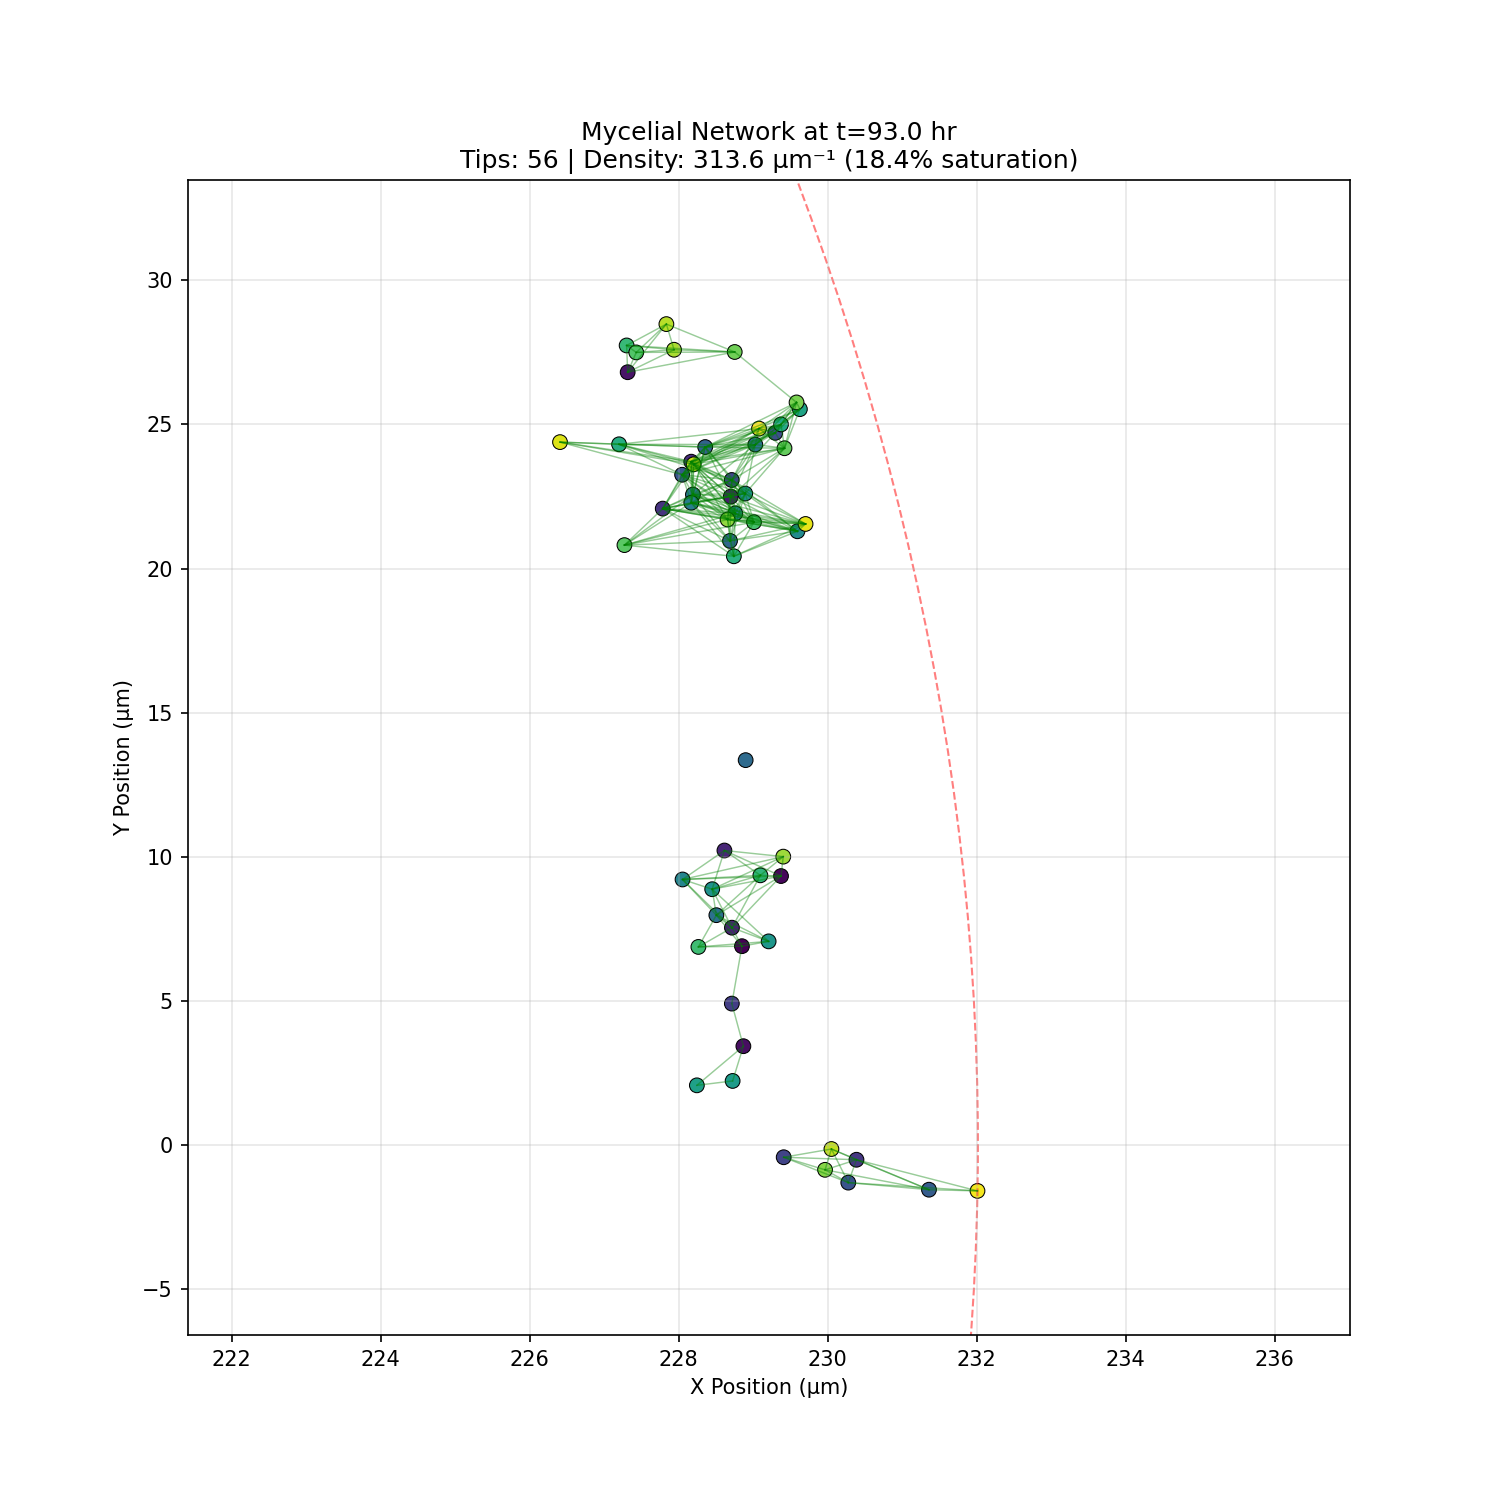 Mycelial Network at t=93.0 hr
Tips: 56 | Density: 313.6 μm⁻¹ (18.4% saturation)
30
25
20
15
10
5
0
−5
Y Position (μm)
222 224 226 228 230 232 234 236
X Position (μm)